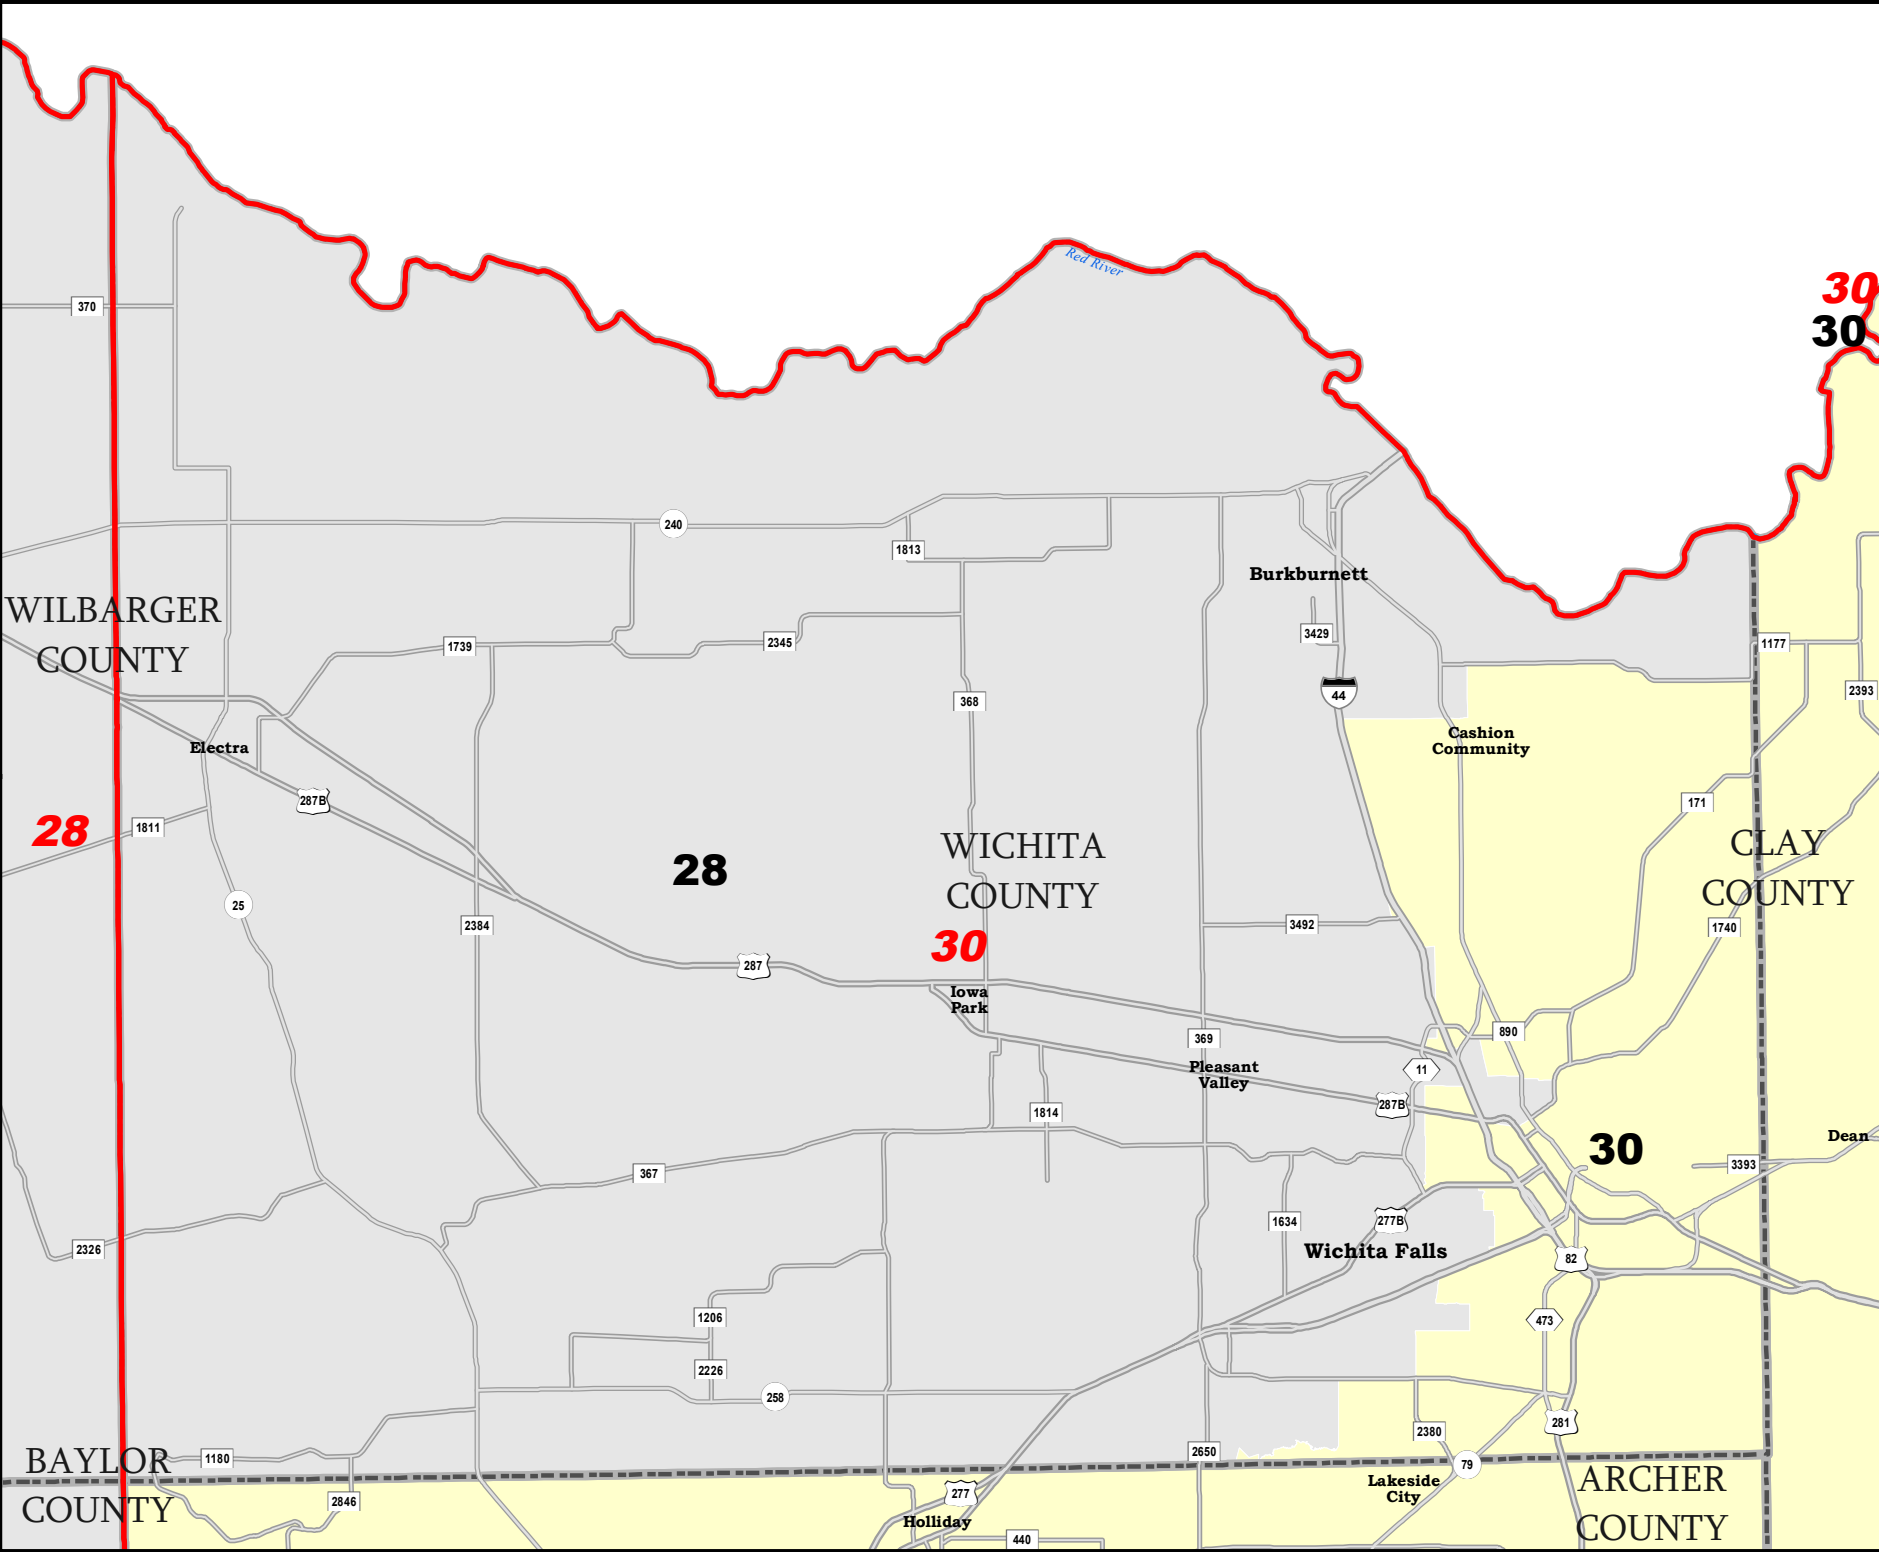 Red River
30
30
370
240
1813
Burkburnett
WILBARGER
COUNTY
1739
2345
3429
1177
368
44
2393
Electra
Cashion
Community
287B
171
28
1811
28
WICHITA
COUNTY
CLAY
COUNTY
25
2384
3492
1740
30
287
Iowa
Park
369
890
Pleasant
Valley
11
287B
1814
30
Dean
367
3393
1634
277B
2326
Wichita Falls
82
1206
473
2226
258
281
2380
2650
BAYLOR
COUNTY
1180
79
Lakeside
City
ARCHER
COUNTY
2846
277
Holliday
440